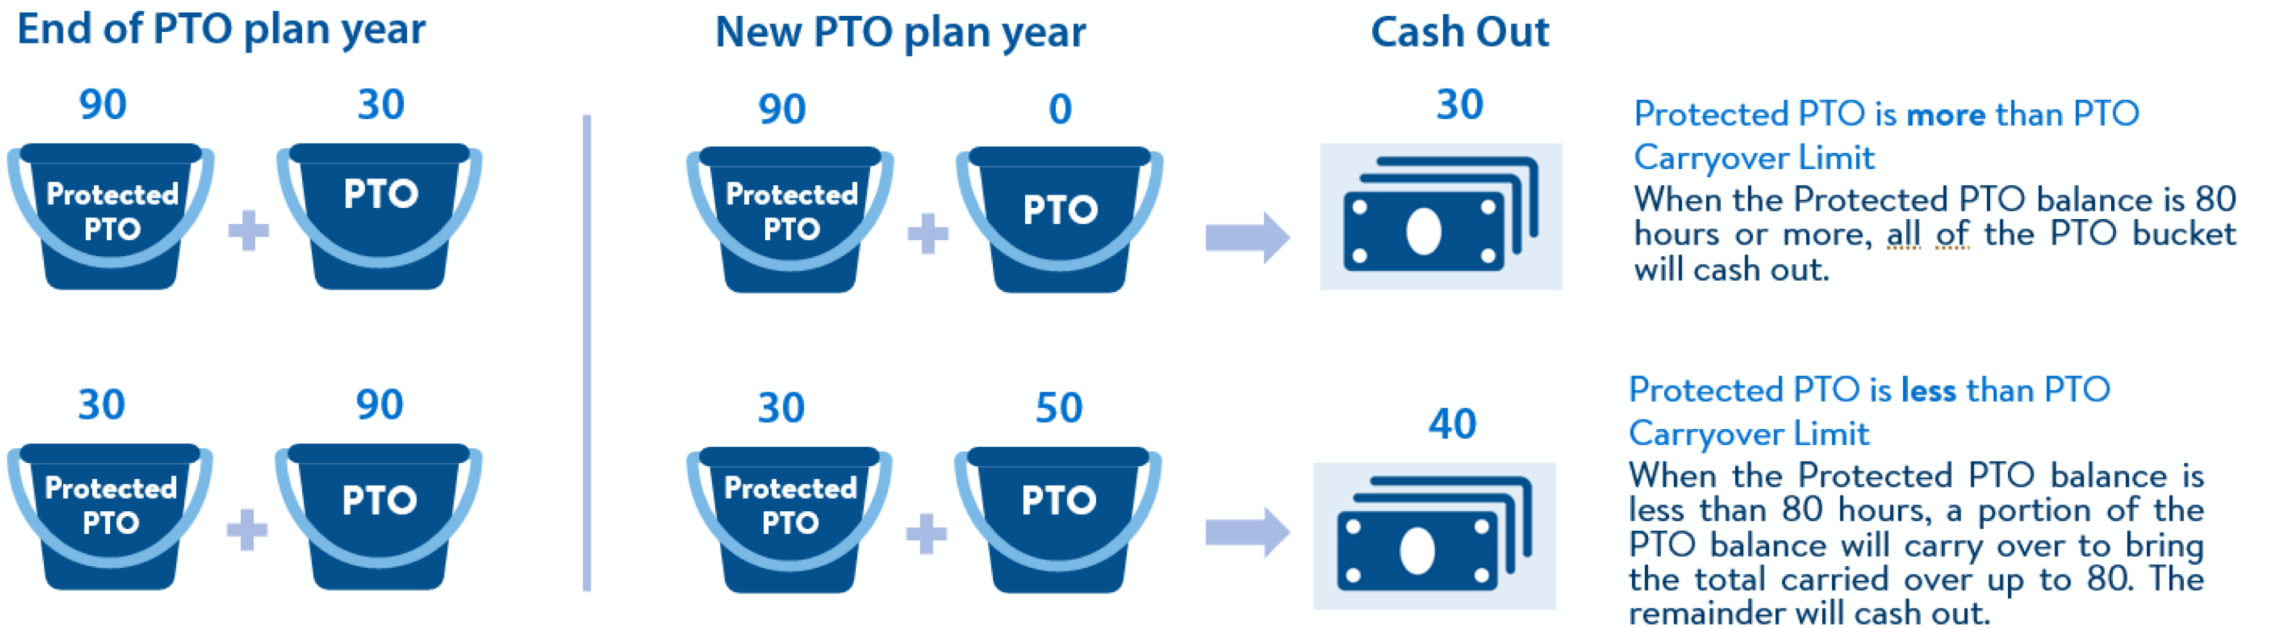 End of PTO plan year
New PTO plan year
Cash Out
90
30
90
0
30
Protected
PTO
PTO
Protected
PTO
PTO
Protected PTO is more than PTO
Carryover Limit
When the Protected PTO balance is 80
hours or more, all of the PTO bucket
will cash out.
30
90
30
50
40
Protected
PTO
PTO
Protected
PTO
PTO
Protected PTO is less than PTO
Carryover Limit
When the Protected PTO balance is
less than 80 hours, a portion of the
PTO balance will carry over to bring
the total carried over up to 80. The
remainder will cash out.